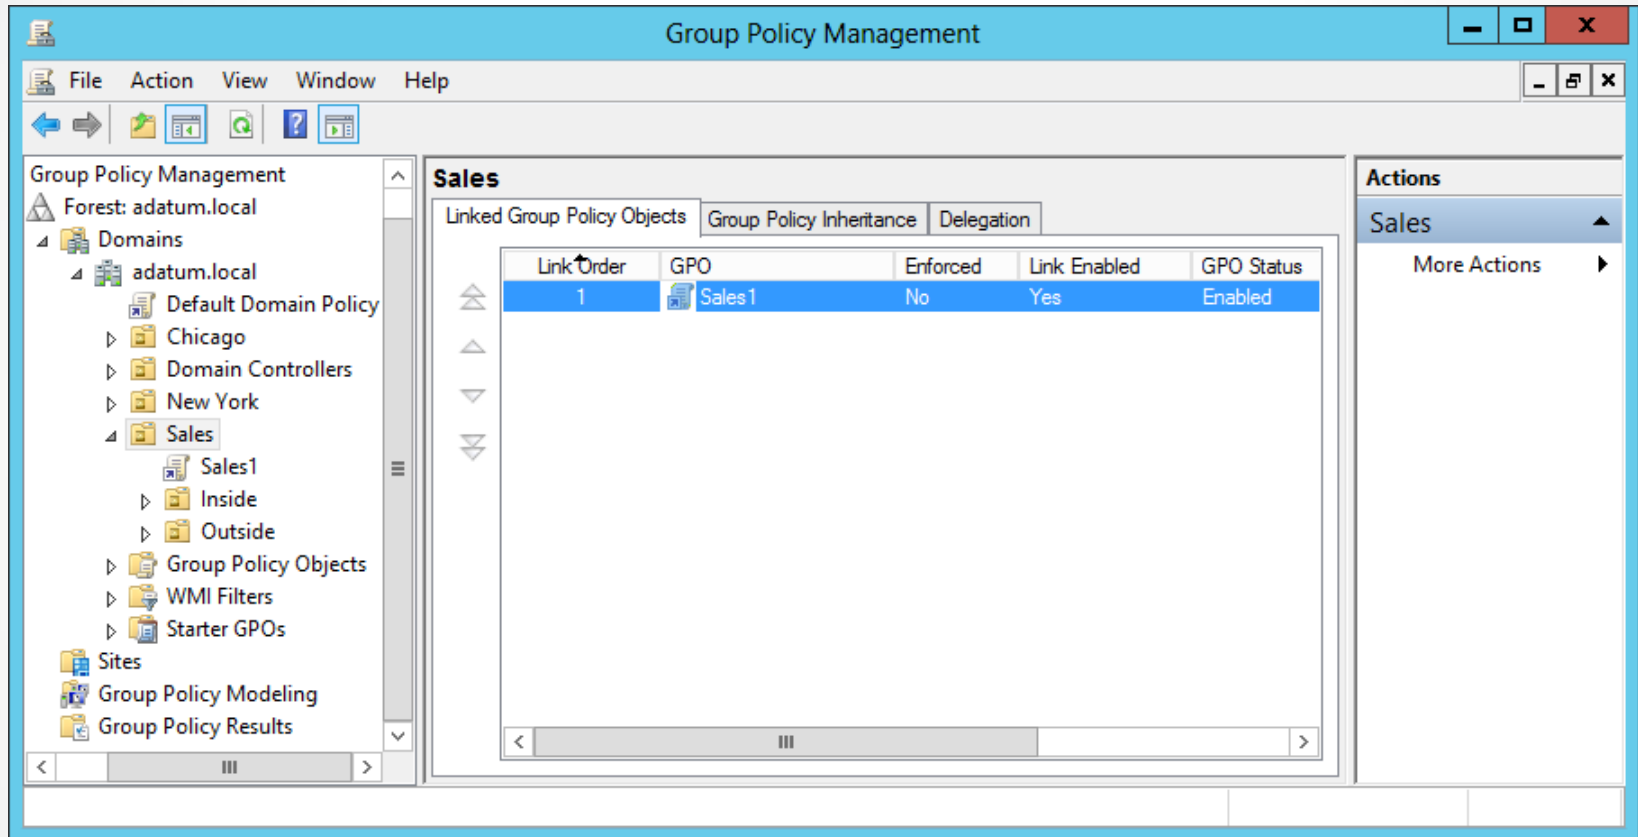 Group Policy Management
File Action View Window Help
Group Policy Management
Forest: adatum.local
Domains
adatum.local
Default Domain Policy
Chicago
Domain Controllers
New York
Sales
Sales1
Inside
Outside
Group Policy Objects
WMI Filters
Starter GPOs
Sites
Group Policy Modeling
Group Policy Results
Sales
Linked Group Policy Objects Group Policy Inheritance Delegation
Link Order GPO Enforced Link Enabled GPO Status
1 Sales1 No Yes Enabled
Actions
Sales
More Actions